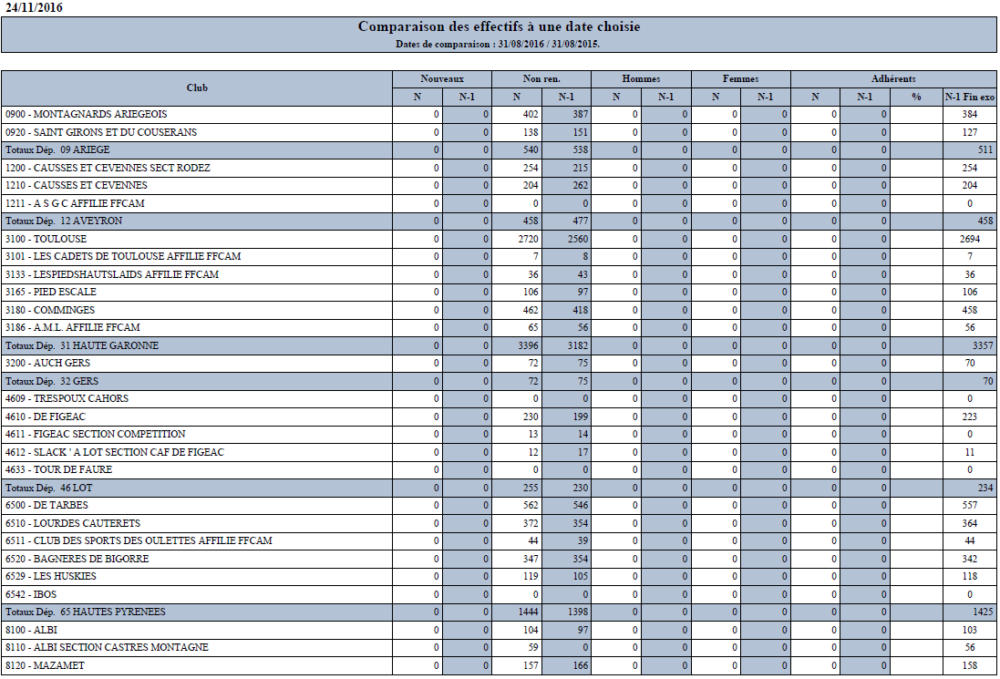 24/11/2016
Comparaison des effectifs à une date choisie
Dates de comparaison : 31/08/2016 / 31/08/2015.
Club Nouveaux Non ren. Hommes Femmes Adhérents
N N-1 N N-1 N N-1 N N-1 N N-1 % N-1 Fin exo
0900 - MONTAGNARDS ARIEGEOIS 0 0 402 387 0 0 0 0 0 0 384
0920 - SAINT GIRONS ET DU COUSERANS 0 0 138 151 0 0 0 0 0 0 127
Totaux Dép. 09 ARIEGE 0 0 540 538 0 0 0 0 0 0 511
1200 - CAUSSES ET CEVENNES SECT RODEZ 0 0 254 215 0 0 0 0 0 0 254
1210 - CAUSSES ET CEVENNES 0 0 204 262 0 0 0 0 0 0 204
1211 - A S G C AFFILIE FFCAM 0 0 0 0 0 0 0 0 0 0 0
Totaux Dép. 12 AVEYRON 0 0 458 477 0 0 0 0 0 0 458
3100 - TOULOUSE 0 0 2720 2560 0 0 0 0 0 0 2694
3101 - LES CADETS DE TOULOUSE AFFILIE FFCAM 0 0 7 8 0 0 0 0 0 0 7
3133 - LESPIEDSHAUTSLAIDS AFFILIE FFCAM 0 0 36 43 0 0 0 0 0 0 36
3165 - PIED ESCALE 0 0 106 97 0 0 0 0 0 0 106
3180 - COMMINGES 0 0 462 418 0 0 0 0 0 0 458
3186 - A.M.L. AFFILIE FFCAM 0 0 65 56 0 0 0 0 0 0 56
Totaux Dép. 31 HAUTE GARONNE 0 0 3396 3182 0 0 0 0 0 0 3357
3200 - AUCH GERS 0 0 72 75 0 0 0 0 0 0 70
Totaux Dép. 32 GERS 0 0 72 75 0 0 0 0 0 0 70
4609 - TRESPOUX CAHORS 0 0 0 0 0 0 0 0 0 0 0
4610 - DE FIGEAC 0 0 230 199 0 0 0 0 0 0 223
4611 - FIGEAC SECTION COMPETITION 0 0 13 14 0 0 0 0 0 0 0
4612 - SLACK ' A LOT SECTION CAF DE FIGEAC 0 0 12 17 0 0 0 0 0 0 11
4633 - TOUR DE FAURE 0 0 0 0 0 0 0 0 0 0 0
Totaux Dép. 46 LOT 0 0 255 230 0 0 0 0 0 0 234
6500 - DE TARBES 0 0 562 546 0 0 0 0 0 0 557
6510 - LOURDES CAUTERETS 0 0 372 354 0 0 0 0 0 0 364
6511 - CLUB DES SPORTS DES OULETTES AFFILIE FFCAM 0 0 44 39 0 0 0 0 0 0 44
6520 - BAGNERES DE BIGORRE 0 0 347 354 0 0 0 0 0 0 342
6529 - LES HUSKIES 0 0 119 105 0 0 0 0 0 0 118
6542 - IBOS 0 0 0 0 0 0 0 0 0 0 0
Totaux Dép. 65 HAUTES PYRENEES 0 0 1444 1398 0 0 0 0 0 0 1425
8100 - ALBI 0 0 104 97 0 0 0 0 0 0 103
8110 - ALBI SECTION CASTRES MONTAGNE 0 0 59 0 0 0 0 0 0 0 56
8120 - MAZAMET 0 0 157 166 0 0 0 0 0 0 158